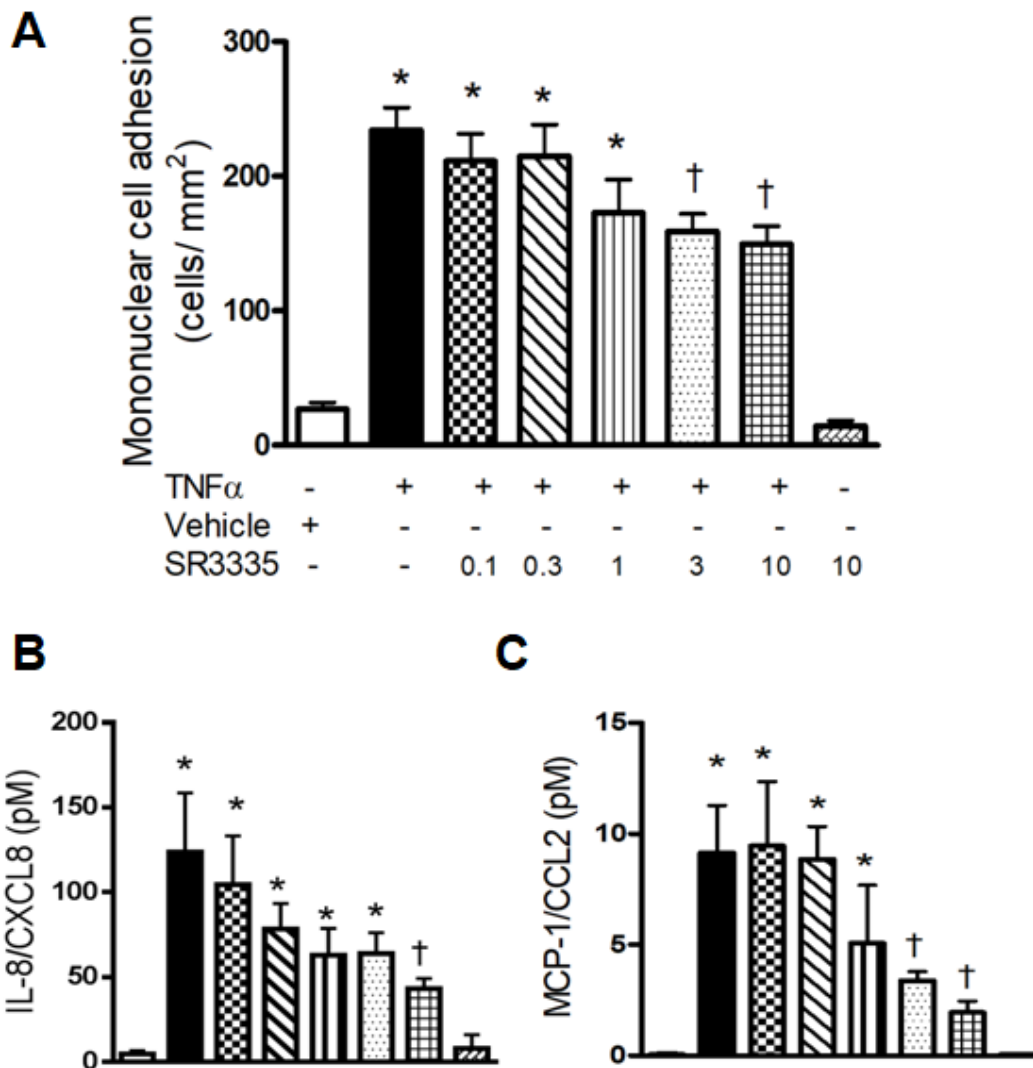 A
Mononuclear cell adhesion
(cells/ mm²)
300
200
100
0
* * * * † †
TNFα - + + + + + + -
Vehicle + - - - - - - -
SR3335 - - 0.1 0.3 1 3 10 10
B
IL-8/CXCL8 (pM)
200
150
100
50
0
* * * * * †
C
MCP-1/CCL2 (pM)
15
10
5
0
* * * * † †